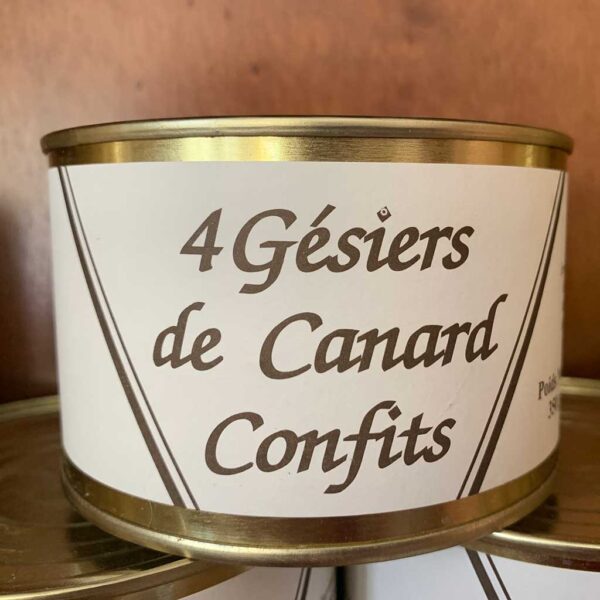 4 Gésiers
de Canard
Confits